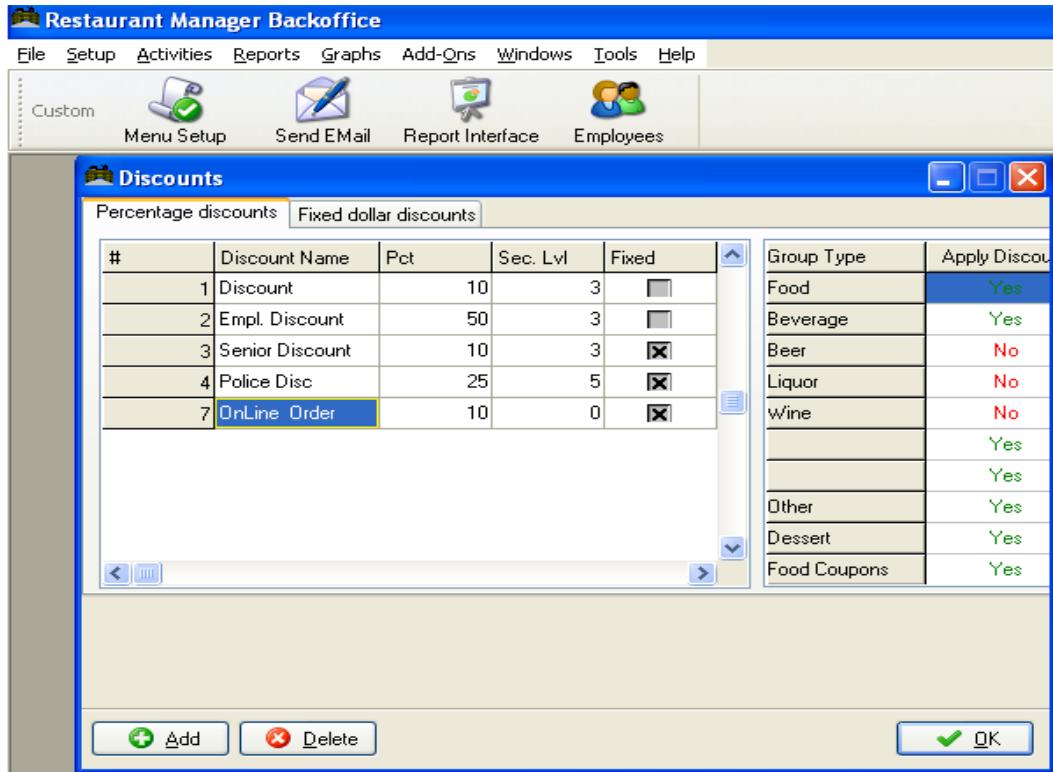 Restaurant Manager Backoffice
File Setup Activities Reports Graphs Add-Ons Windows Tools Help
Custom Menu Setup Send EMail Report Interface Employees
Discounts
Percentage discounts Fixed dollar discounts
# Discount Name Pct Sec. Lvl Fixed Group Type Apply Discou
1 Discount 10 3 Food Yes
2 Empl. Discount 50 3 Beverage Yes
3 Senior Discount 10 3 Beer No
4 Police Disc 25 5 Liquor No
7 OnLine Order 10 0 Wine No
Yes
Yes
Other Yes
Dessert Yes
Food Coupons Yes
Add Delete OK